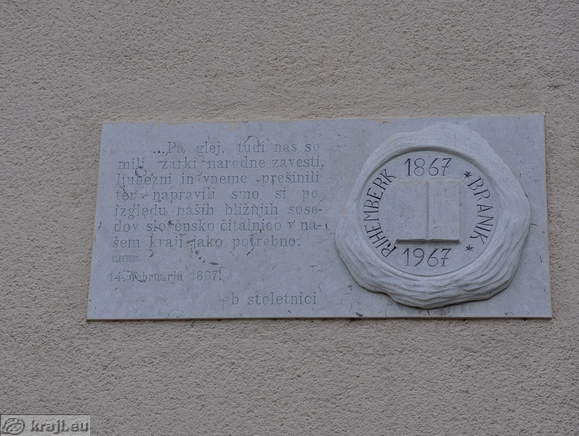 Pa glej, tudi nas so
mili žarki narodne zavesti,
ljubezni in vneme prešinili
ter napravili smo si po
izgledu naših bližnjih sose-
dov slovensko čitalnico v na-
šem kraji jako potrebno.
14. februarja 1867.
ob stoletnici
1867
RIHEMBERK * BRANIK *
1967
kraji.eu